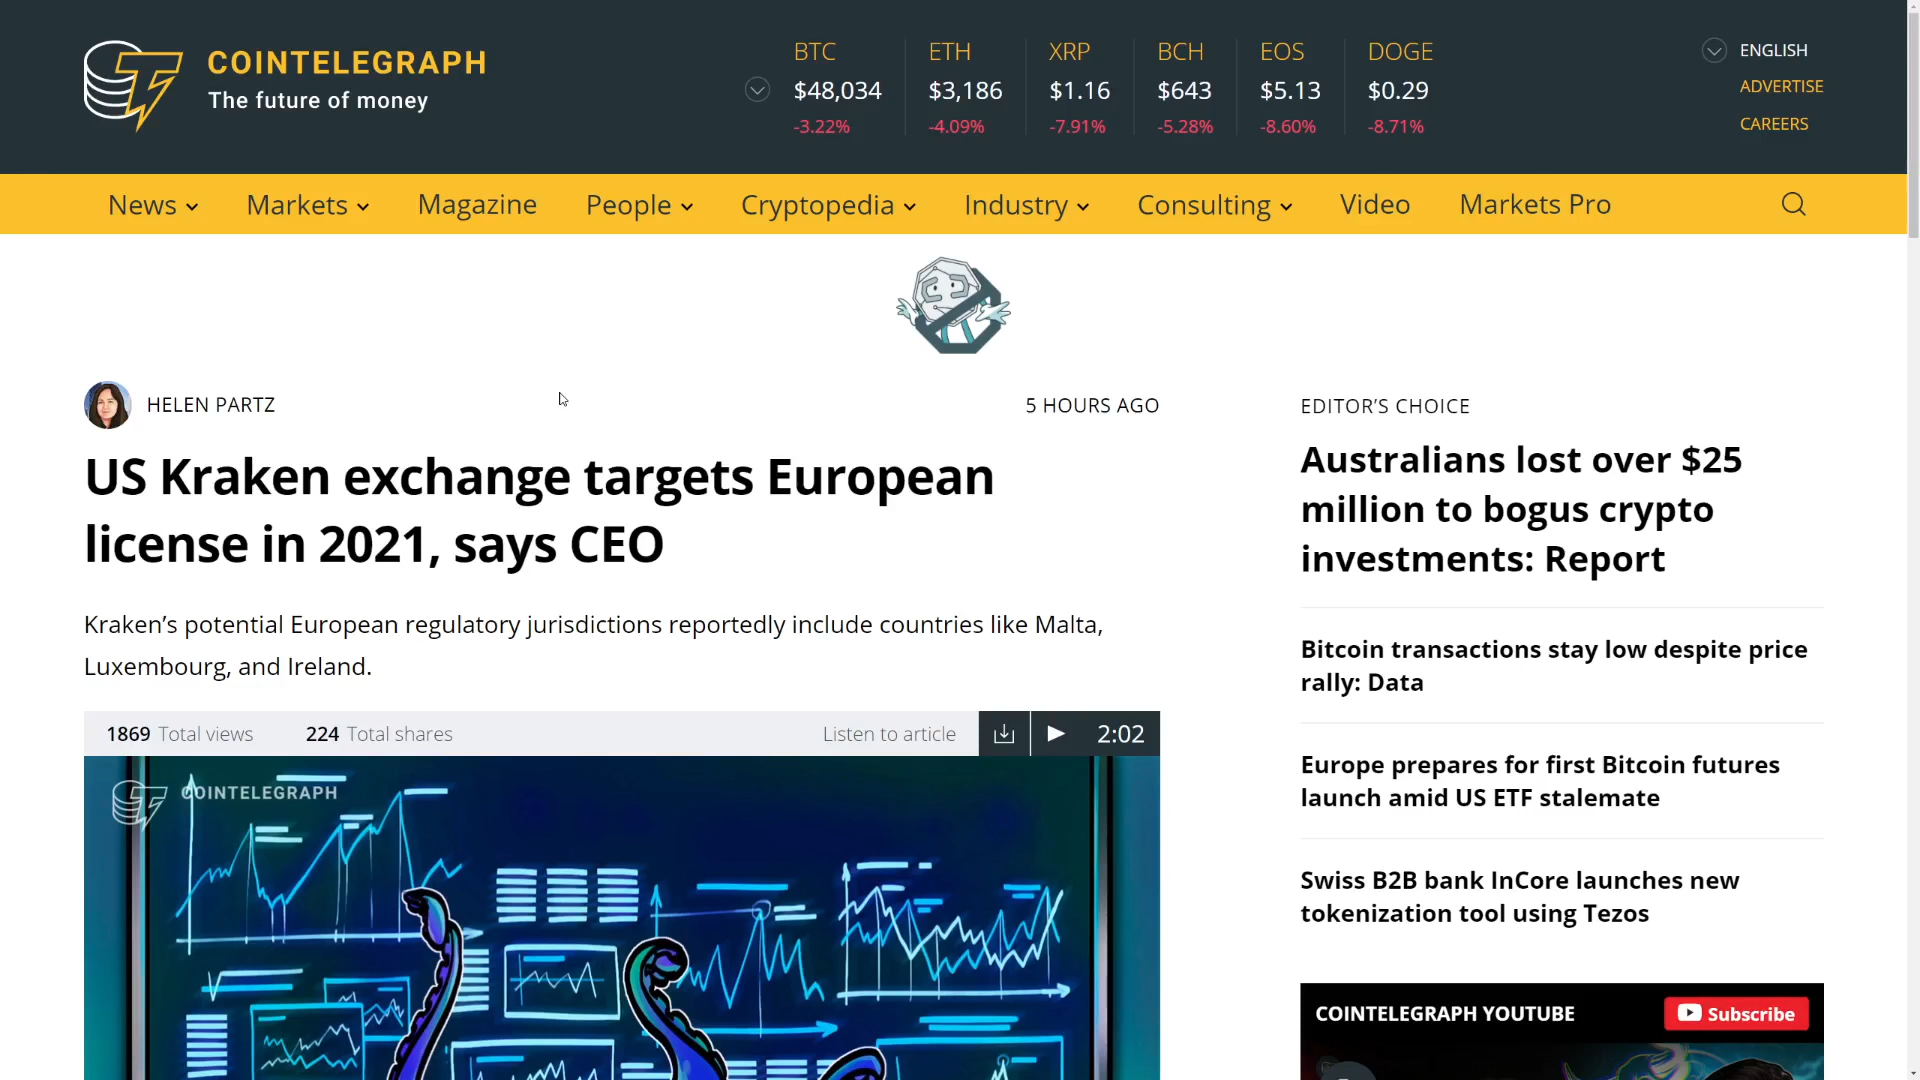 COINTELEGRAPH
The future of money
BTC
$48,034
-3.22%
ETH
$3,186
-4.09%
XRP
$1.16
-7.91%
BCH
$643
-5.28%
EOS
$5.13
-8.60%
DOGE
$0.29
-8.71%
ENGLISH
ADVERTISE
CAREERS
News Markets Magazine People Cryptopedia Industry Consulting Video Markets Pro
HELEN PARTZ
5 HOURS AGO
US Kraken exchange targets European
license in 2021, says CEO
Kraken’s potential European regulatory jurisdictions reportedly include countries like Malta,
Luxembourg, and Ireland.
1869 Total views 224 Total shares Listen to article 2:02
COINTELEGRAPH
EDITOR’S CHOICE
Australians lost over $25
million to bogus crypto
investments: Report
Bitcoin transactions stay low despite price
rally: Data
Europe prepares for first Bitcoin futures
launch amid US ETF stalemate
Swiss B2B bank InCore launches new
tokenization tool using Tezos
COINTELEGRAPH YOUTUBE
Subscribe